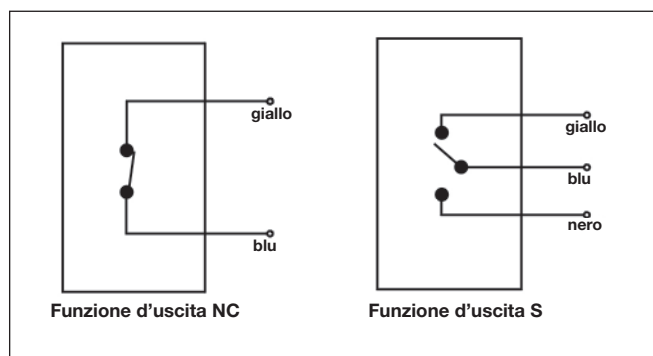 giallo
blu
Funzione d'uscita NC
giallo
blu
nero
Funzione d'uscita S